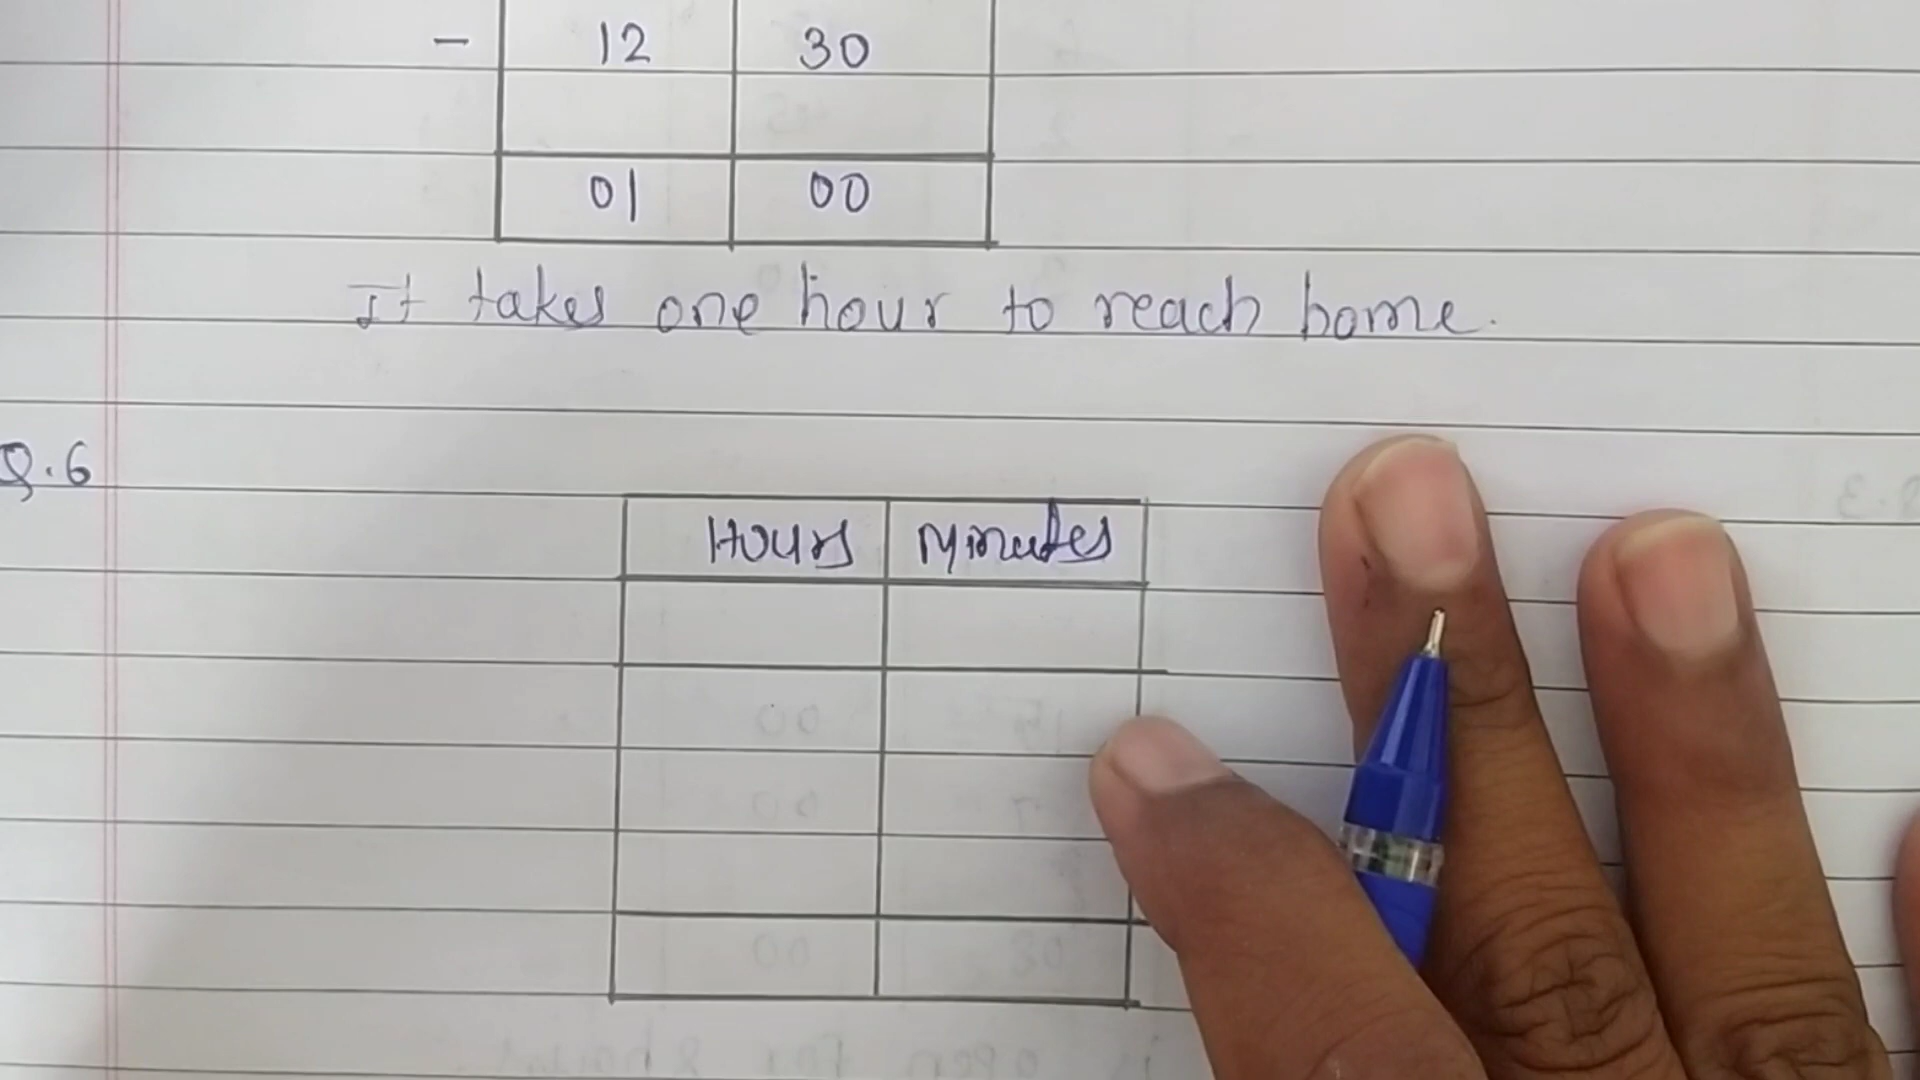 - 12 30
01 00
It takes one hour to reach home.
Q.6
Hours Minutes